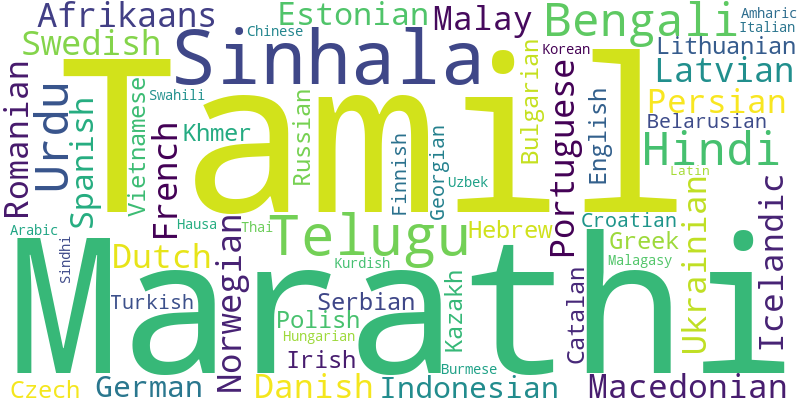 Afrikaans
Estonian
Malay
Bengali
Amharic
Italian
Swedish
Chinese
Sinhala
Korean
Lithuanian
Latvian
Tamil
Romanian
Urdu
Spanish
Vietnamese
Swahili
French
Khmer
Russian
Finnish
Georgian
Uzbek
Bulgarian
Portuguese
English
Persian
Belarusian
Hindi
Latin
Arabic
Sindhi
Hausa
Thai
Telugu
Hebrew
Croatian
Greek
Malagasy
Ukrainian
Icelandic
Dutch
Norwegian
Kurdish
Marathi
Turkish
Serbian
Polish
Hungarian
Kazakh
Catalan
Irish
Burmese
Czech
German
Danish
Indonesian
Macedonian